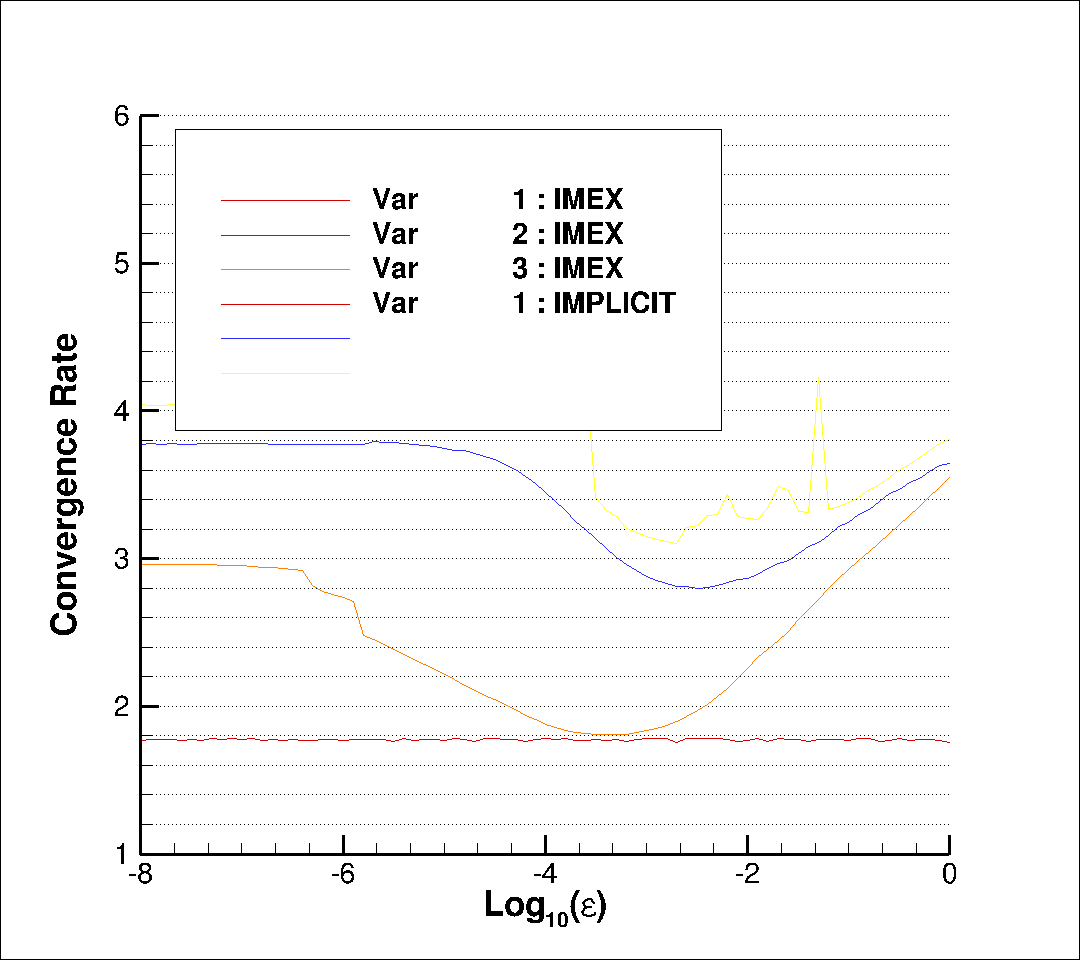 6
Var 1 : IMEX
Var 2 : IMEX
5
Var 3 : IMEX
Var 1 : IMPLICIT
4
Convergence Rate
3
2
1
-8 -6 -4 -2 0
Log10(ε)